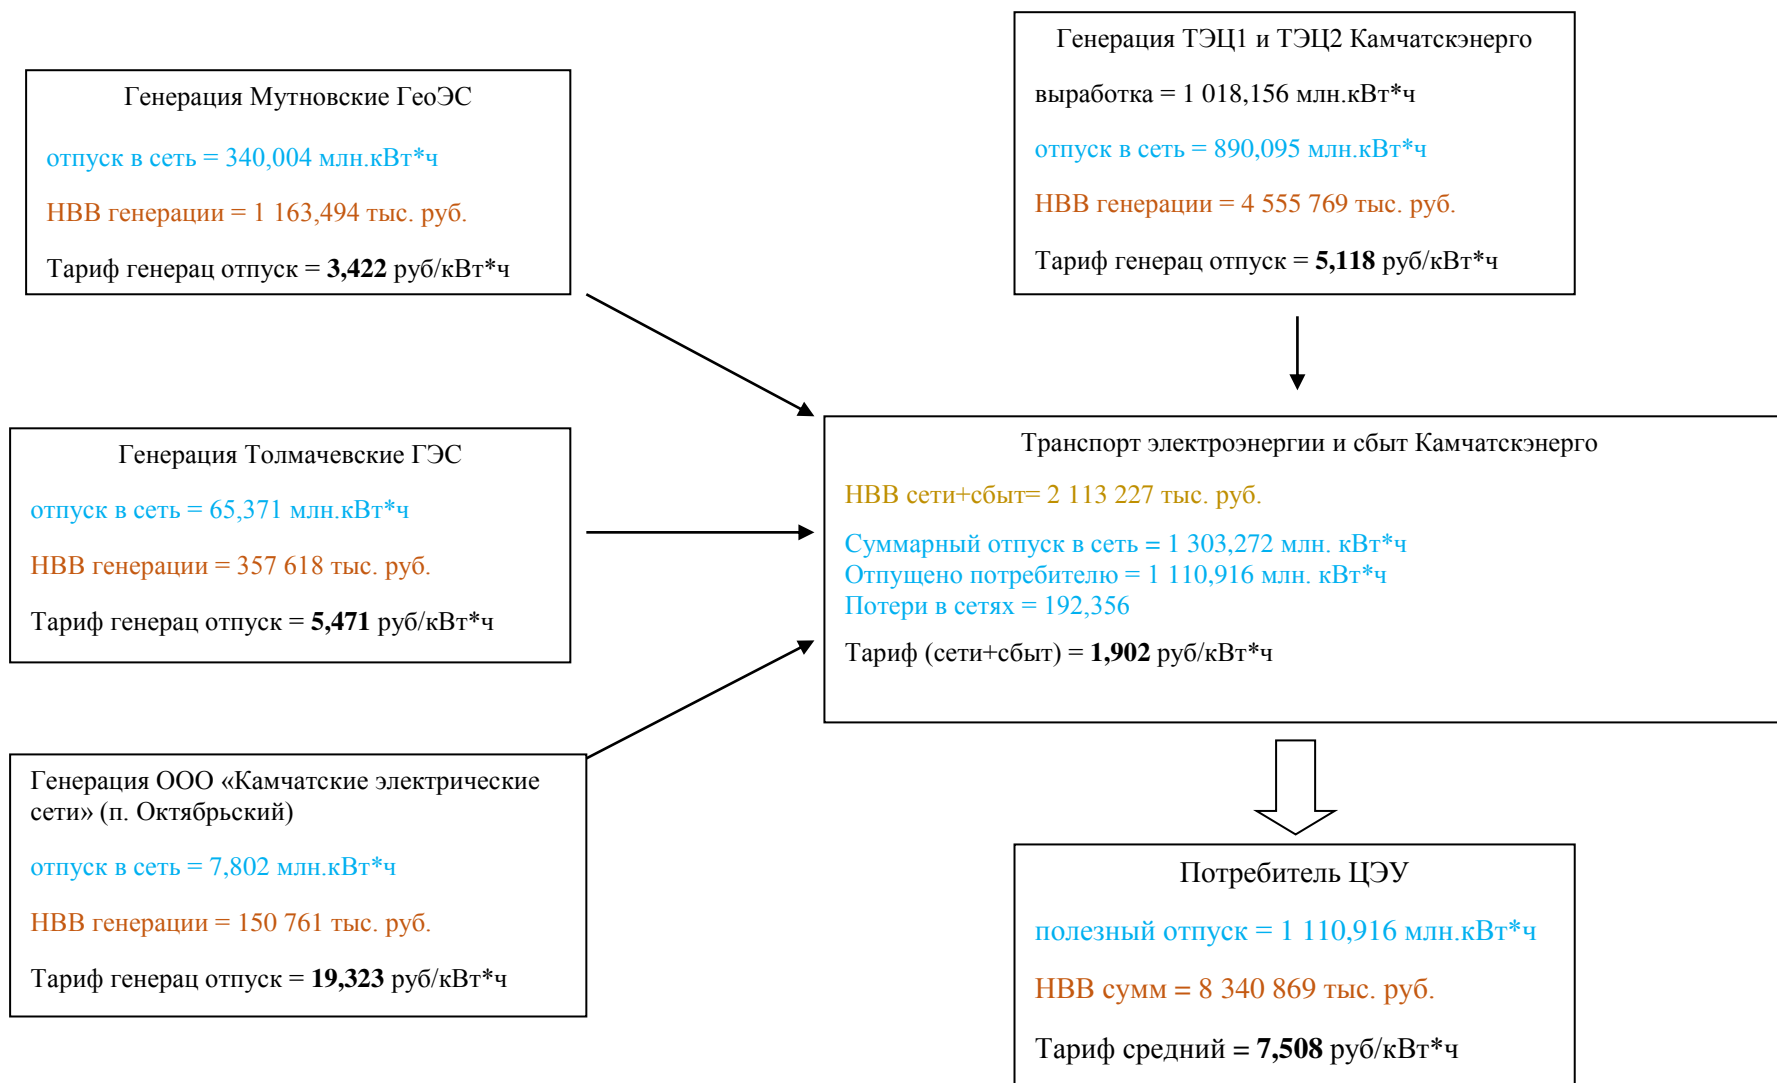 Генерация Мутновские ГеоЭС
отпуск в сеть = 340,004 млн.кВт*ч
НВВ генерации = 1 163,494 тыс. руб.
Тариф генерац отпуск = 3,422 руб/кВт*ч
Генерация ТЭЦ1 и ТЭЦ2 Камчатскэнерго
выработка = 1 018,156 млн.кВт*ч
отпуск в сеть = 890,095 млн.кВт*ч
НВВ генерации = 4 555 769 тыс. руб.
Тариф генерац отпуск = 5,118 руб/кВт*ч
Генерация Толмачевские ГЭС
отпуск в сеть = 65,371 млн.кВт*ч
НВВ генерации = 357 618 тыс. руб.
Тариф генерац отпуск = 5,471 руб/кВт*ч
Транспорт электроэнергии и сбыт Камчатскэнерго
НВВ сети+сбыт= 2 113 227 тыс. руб.
Суммарный отпуск в сеть = 1 303,272 млн. кВт*ч
Отпущено потребителю = 1 110,916 млн. кВт*ч
Потери в сетях = 192,356
Тариф (сети+сбыт) = 1,902 руб/кВт*ч
Генерация ООО «Камчатские электрические
сети» (п. Октябрьский)
отпуск в сеть = 7,802 млн.кВт*ч
НВВ генерации = 150 761 тыс. руб.
Тариф генерац отпуск = 19,323 руб/кВт*ч
Потребитель ЦЭУ
полезный отпуск = 1 110,916 млн.кВт*ч
НВВ сумм = 8 340 869 тыс. руб.
Тариф средний = 7,508 руб/кВт*ч